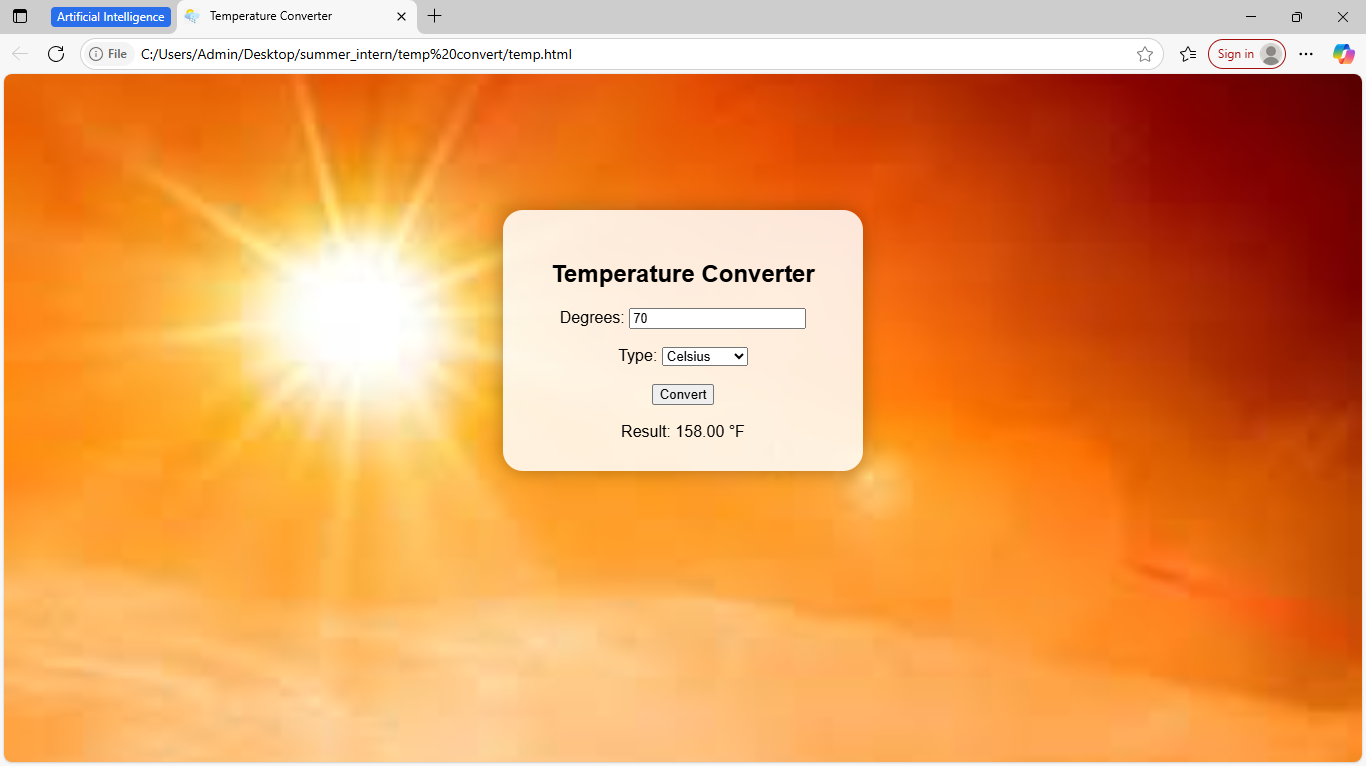 Artificial Intelligence
Temperature Converter
File
C:/Users/Admin/Desktop/summer_intern/temp%20convert/temp.html
Sign in
Temperature Converter
Degrees: 70
Type: Celsius
Convert
Result: 158.00 °F